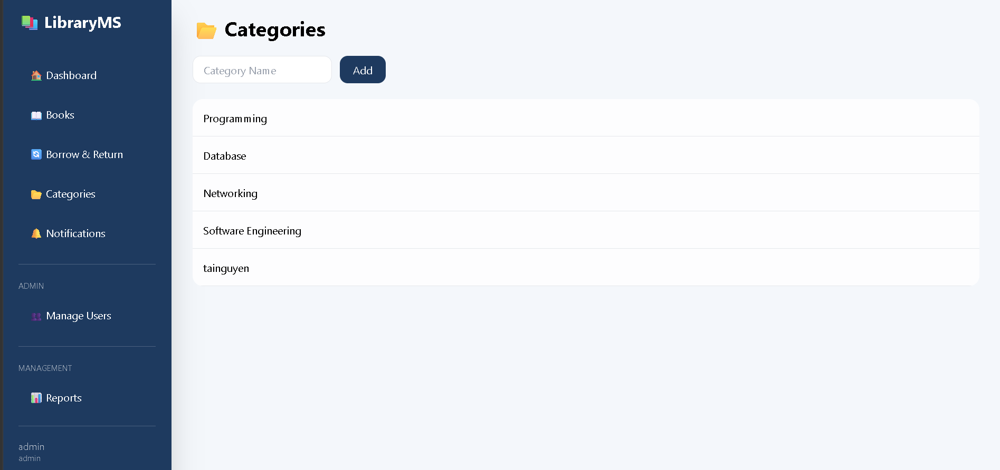 LibraryMS
Dashboard
Books
Borrow & Return
Categories
Notifications
ADMIN
Manage Users
MANAGEMENT
Reports
admin
admin
Categories
Category Name
Add
Programming
Database
Networking
Software Engineering
tainguyen